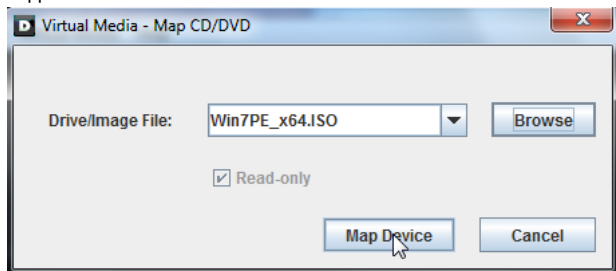 D Virtual Media - Map CD/DVD
Drive/Image File: Win7PE_x64.ISO Browse
Read-only
Map Device Cancel